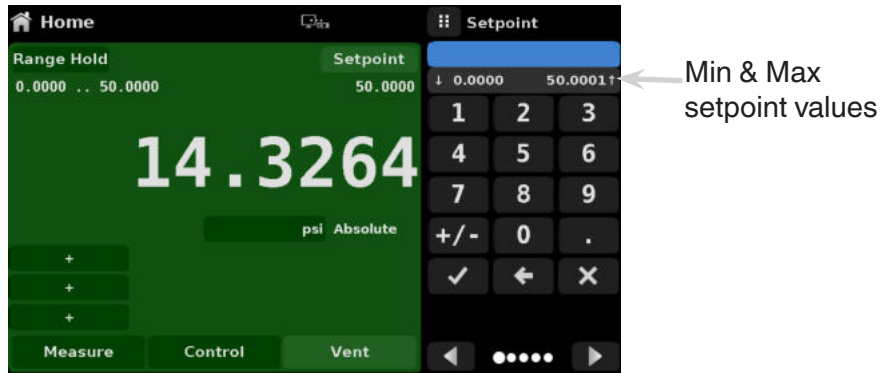 Home
Range Hold Setpoint
0.0000 .. 50.0000 50.0000
14.3264
psi Absolute
+
+
+
Measure Control Vent
Setpoint
↓ 0.0000 50.0001↑
1 2 3
4 5 6
7 8 9
+/- 0 .
Min & Max
setpoint values